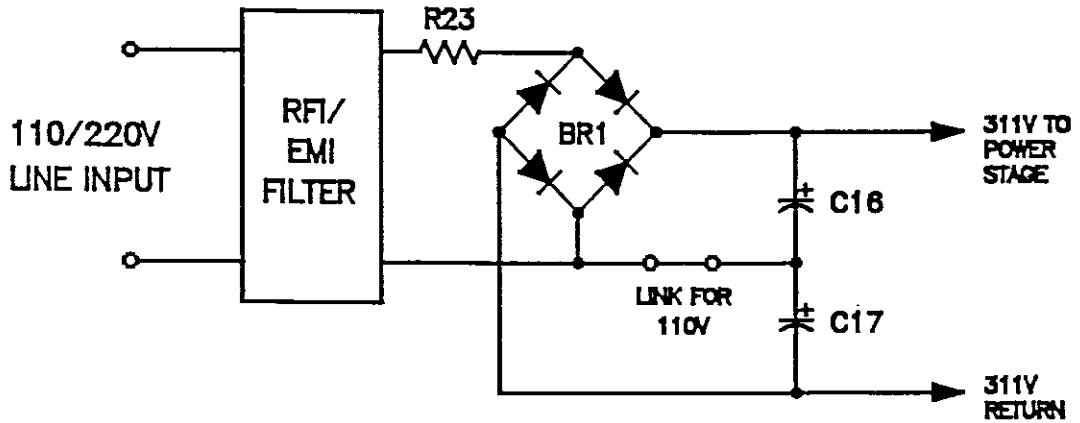 R23
110/220V
LINE INPUT
RFI/
EMI
FILTER
BR1
311V TO
POWER
STAGE
+
C16
LINK FOR
110V
+
C17
311V
RETURN